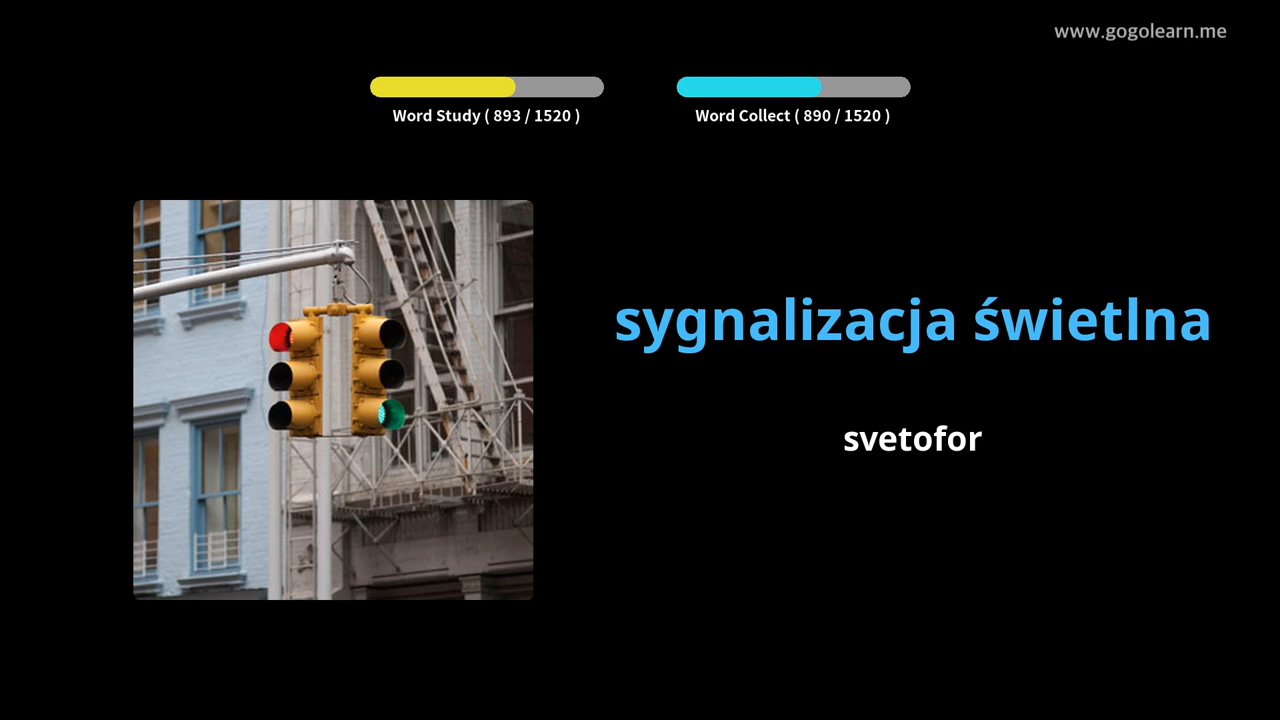 www.gogolearn.me
Word Study ( 893 / 1520 )
Word Collect ( 890 / 1520 )
sygnalizacja świetlna
svetofor